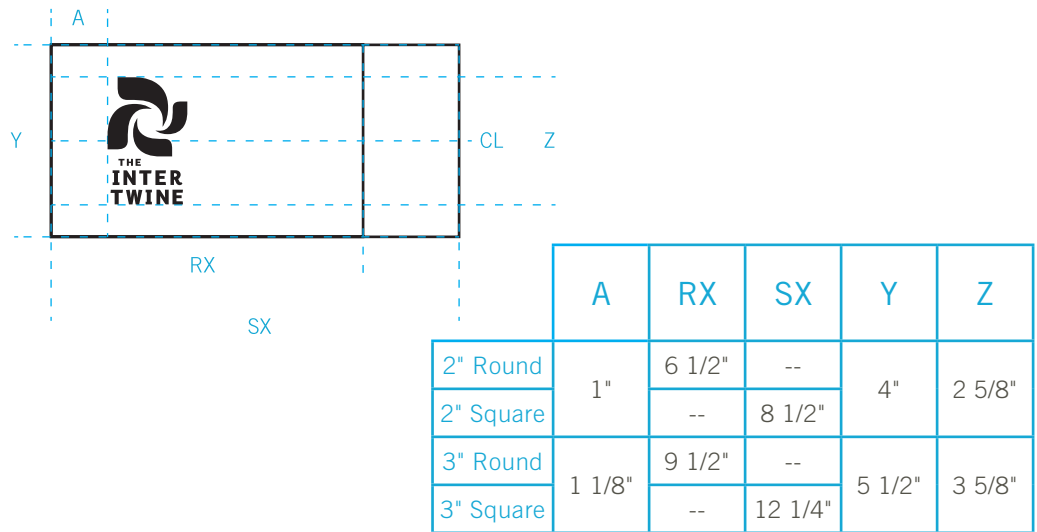 A
Y
CL
Z
THE
INTER
TWINE
RX
SX
A RX SX Y Z
2" Round 1" 6 1/2" -- 4" 2 5/8"
2" Square -- 8 1/2"
3" Round 1 1/8" 9 1/2" -- 5 1/2" 3 5/8"
3" Square -- 12 1/4"